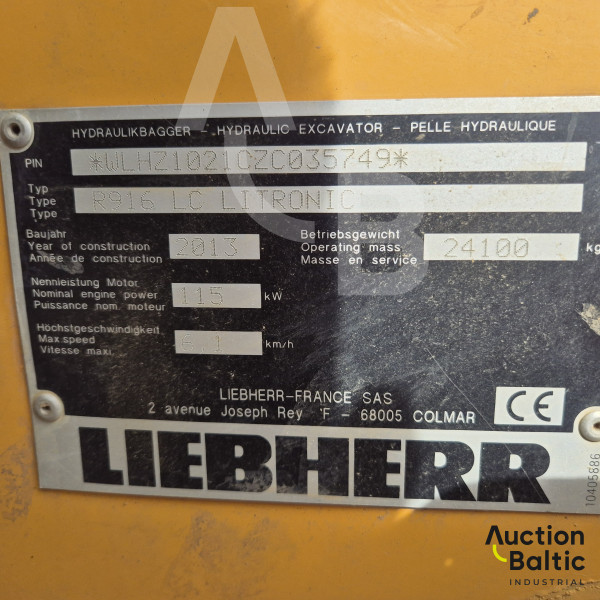 HYDRAULIKBAGGER - HYDRAULIC EXCAVATOR - PELLE HYDRAULIQUE
PIN *WLHZ1021CZC035749*
Typ
Type R916 LC LITRONIC
Type
Baujahr
Year of construction 2013
Année de construction
Betriebsgewicht
Operating mass 24100 kg
Masse en service
Nennleistung Motor
Nominal engine power 115 kW
Puissance nom. moteur
Höchstgeschwindigkeit
Max.speed km/h
Vitesse maxi.
LIEBHERR-FRANCE SAS
2 avenue Joseph Rey F - 68005 COLMAR
CE
LIEBHERR
10405886
Auction
Baltic
INDUSTRIAL